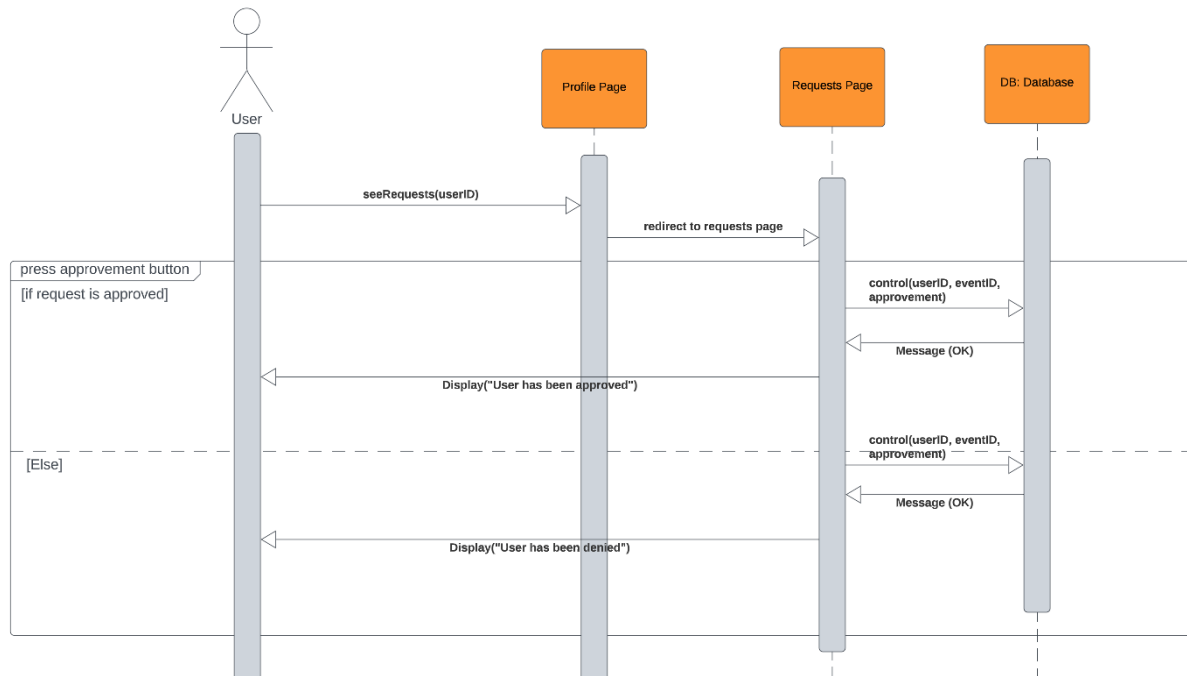 User
Profile Page
Requests Page
DB: Database
seeRequests(userID)
redirect to requests page
press approvement button
[if request is approved]
control(userID, eventID,
approvement)
Message (OK)
Display("User has been approved")
control(userID, eventID,
approvement)
[Else]
Message (OK)
Display("User has been denied")